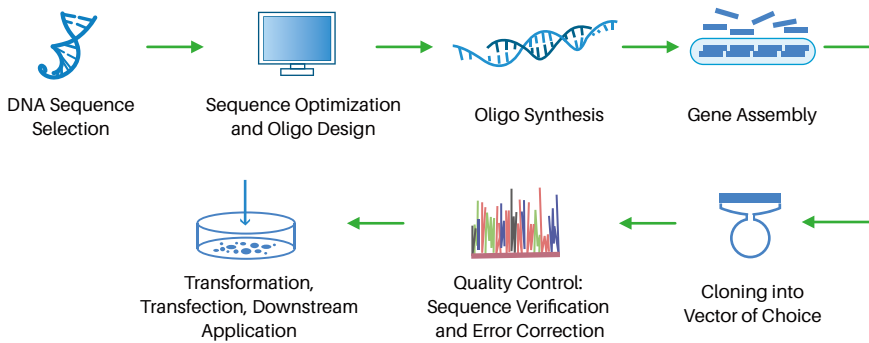 DNA Sequence
Selection
Sequence Optimization
and Oligo Design
Oligo Synthesis
Gene Assembly
Cloning into
Vector of Choice
Quality Control:
Sequence Verification
and Error Correction
Transformation,
Transfection, Downstream
Application